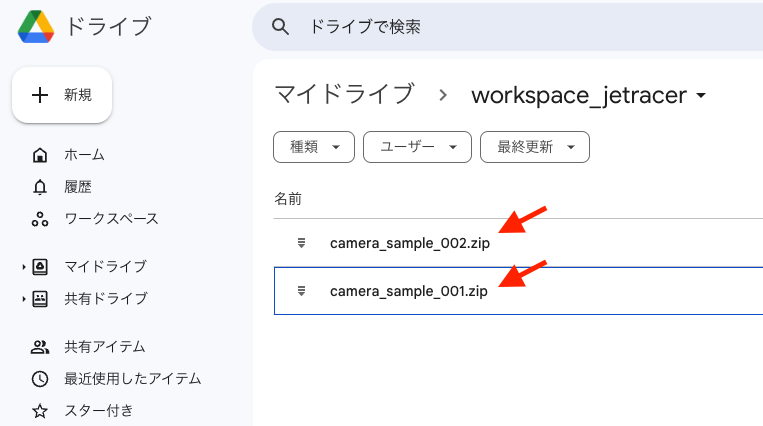 ドライブ
ドライブで検索
新規
ホーム
履歴
ワークスペース
マイドライブ
共有ドライブ
共有アイテム
最近使用したアイテム
スター付き
マイドライブ > workspace_jetracer
種類 ユーザー 最終更新
名前
camera_sample_002.zip
camera_sample_001.zip